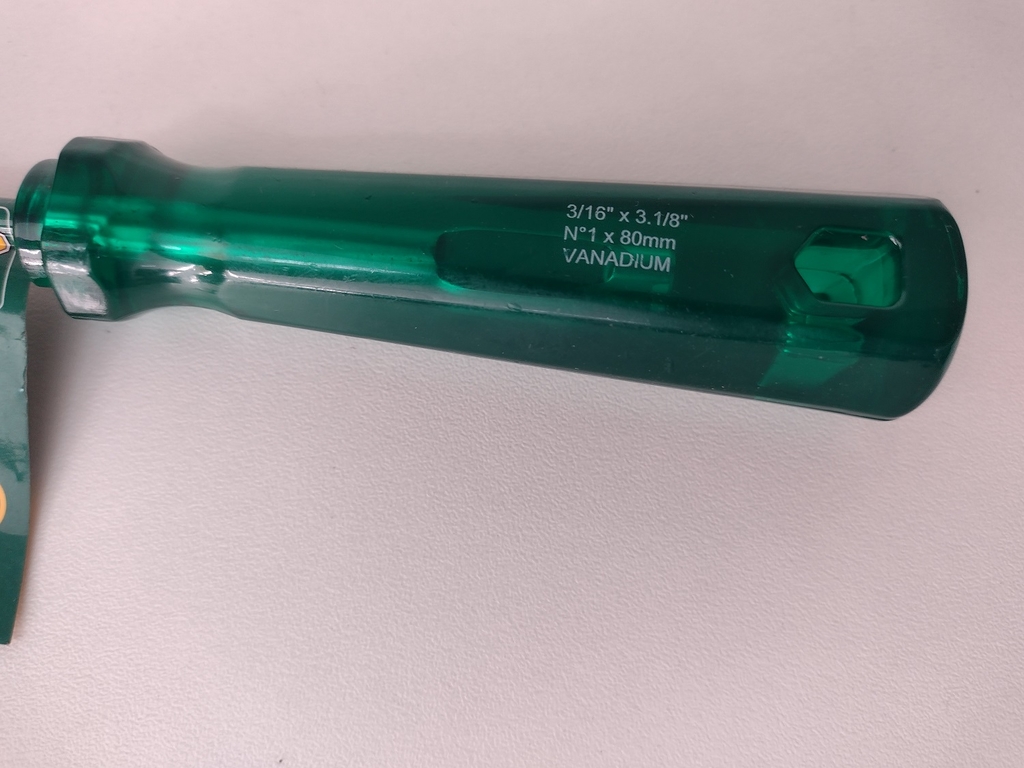 3/16" x 3.1/8"
N°1 x 80mm
VANADIUM